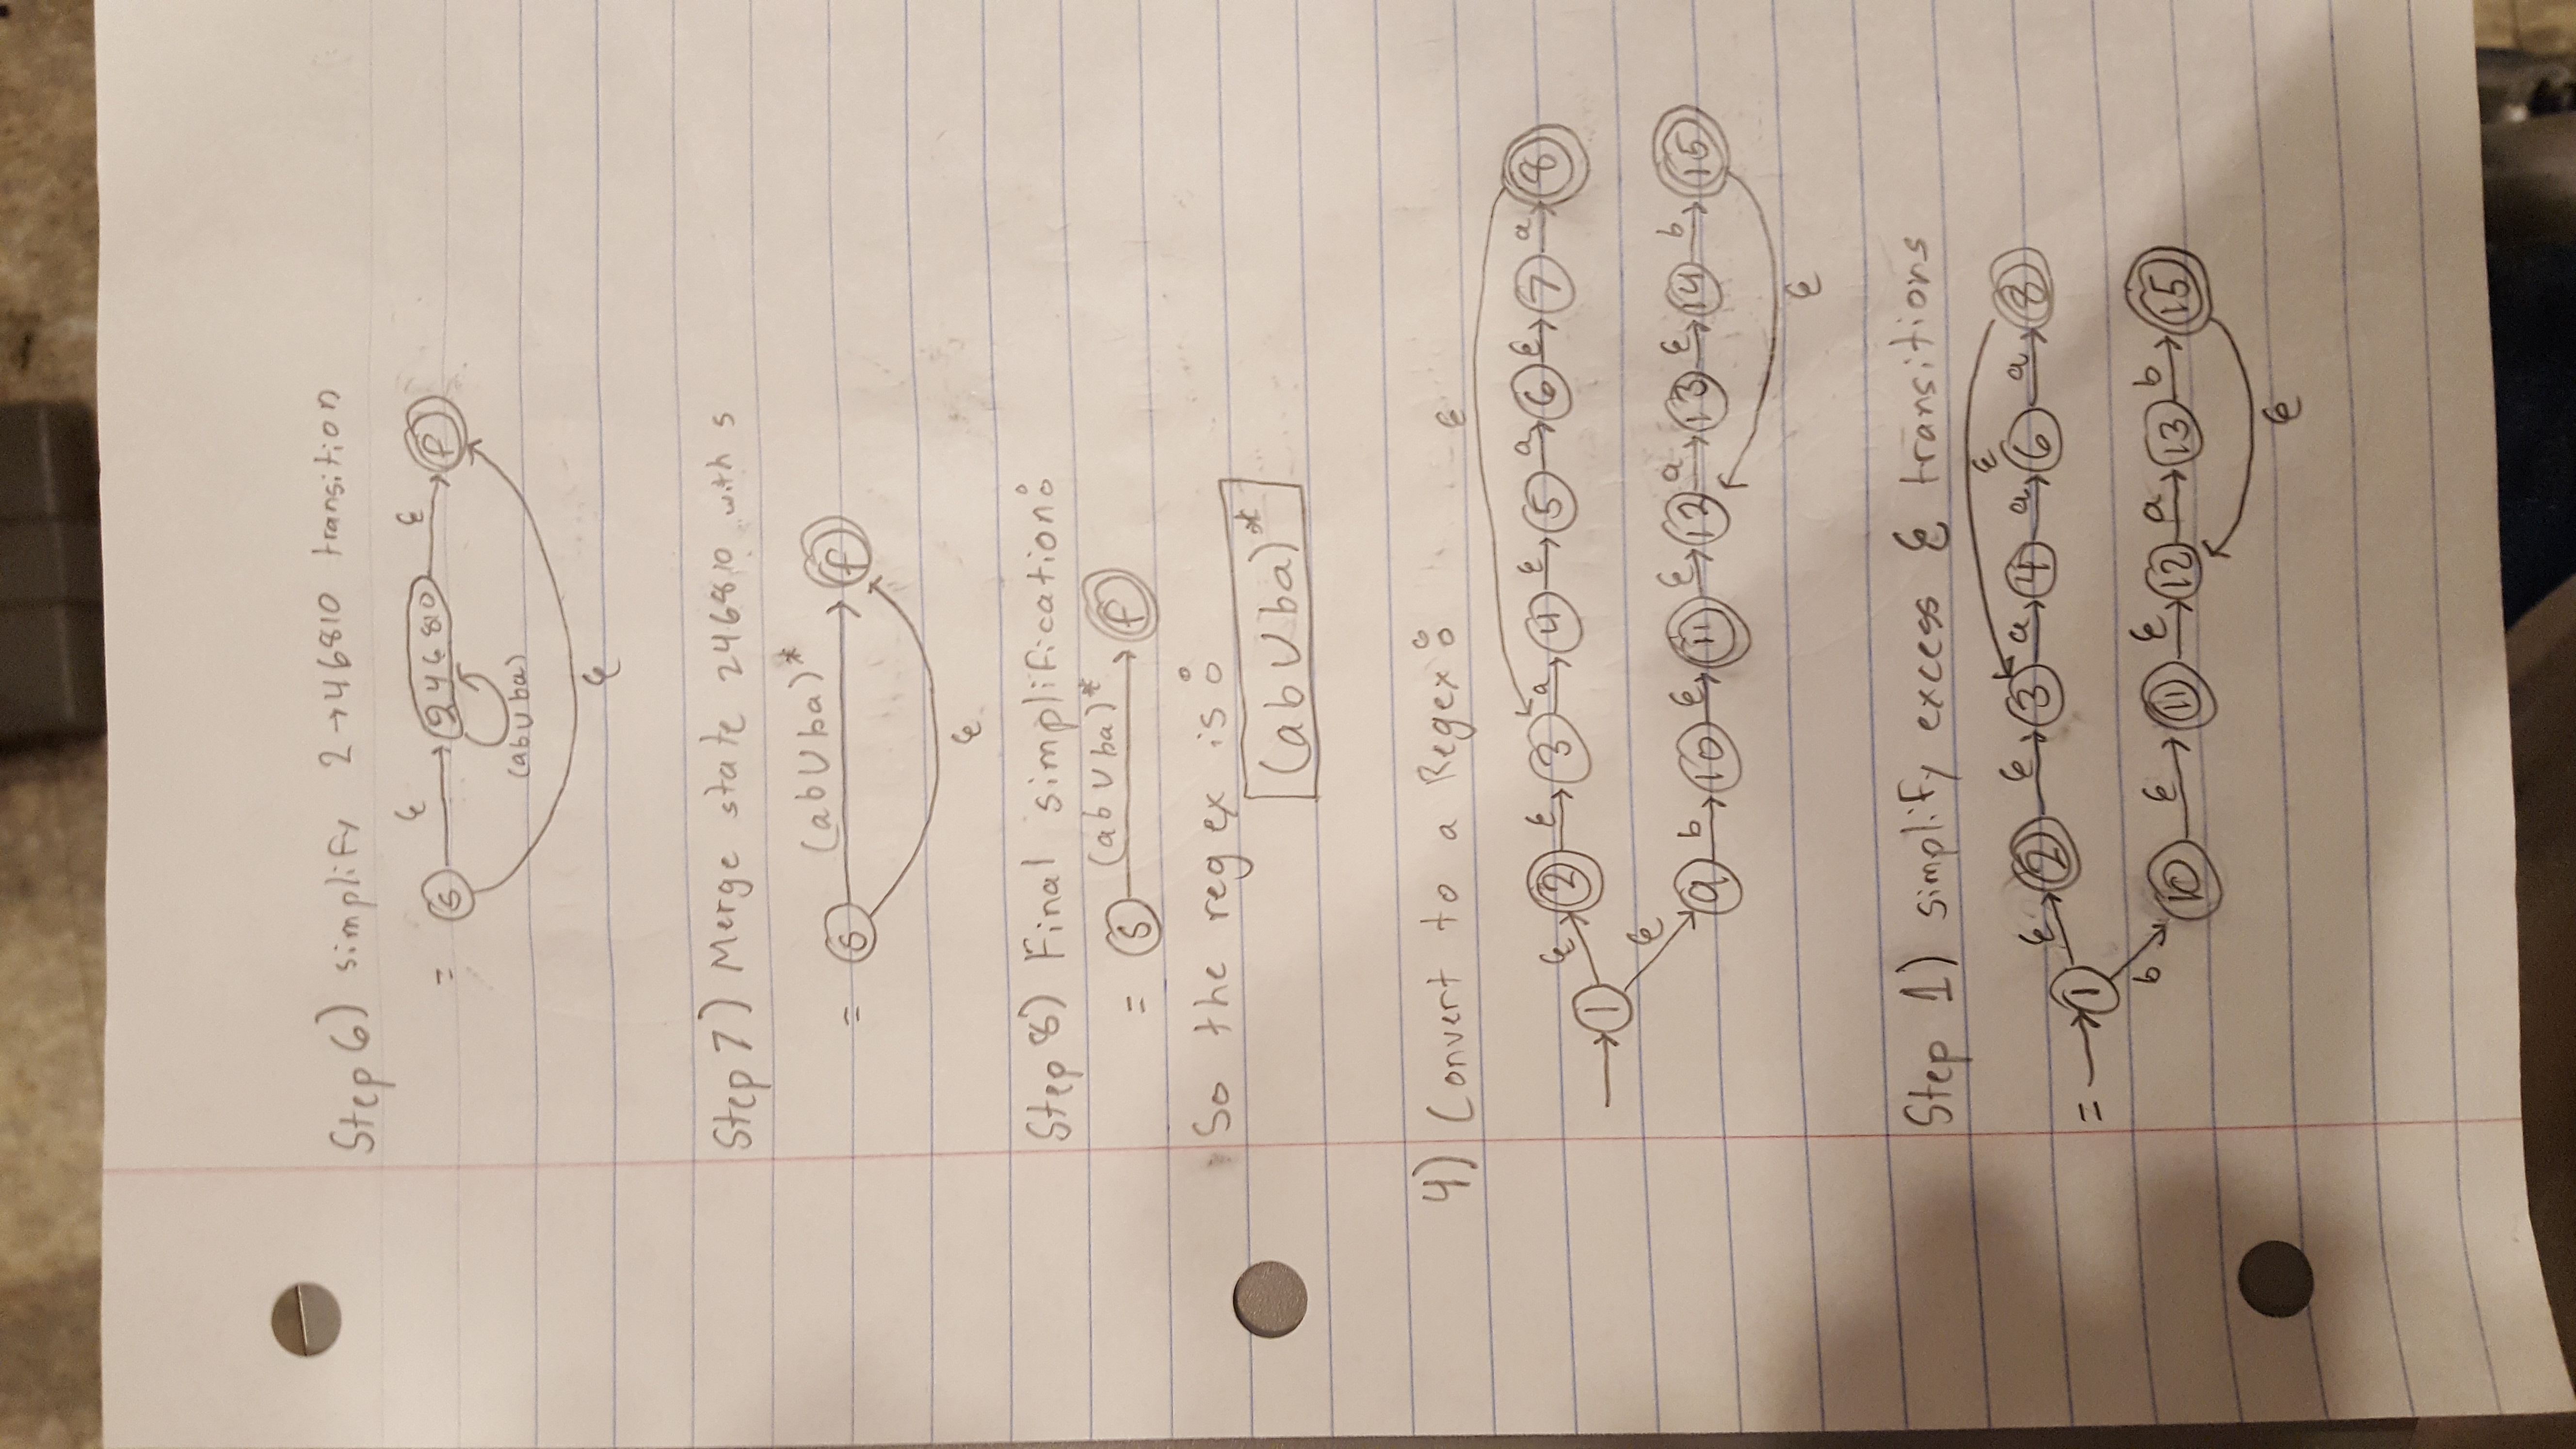 Step 6) simplify 2→46810 transition
= s ε 246810 ε f
(ab∪ba)
ε
Step 7) Merge state 246810 with s
(ab∪ba)*
= s f
ε
Step 8) Final simplification:
(ab∪ba)*
= s f
So the regex is:
(ab∪ba)*
4) Convert to a Regex:
ε
1 ε 2 ε 3 a 4 ε 5 a 6 ε 7 a 8
ε 9 b 10 ε 11 ε 12 a 13 ε 14 b 15
ε
Step 1) simplify excess ε transitions
ε
= 1 ε 2 ε 3 a 4 a 6 a 8
b 10 ε 11 ε 12 a 13 b 15
ε